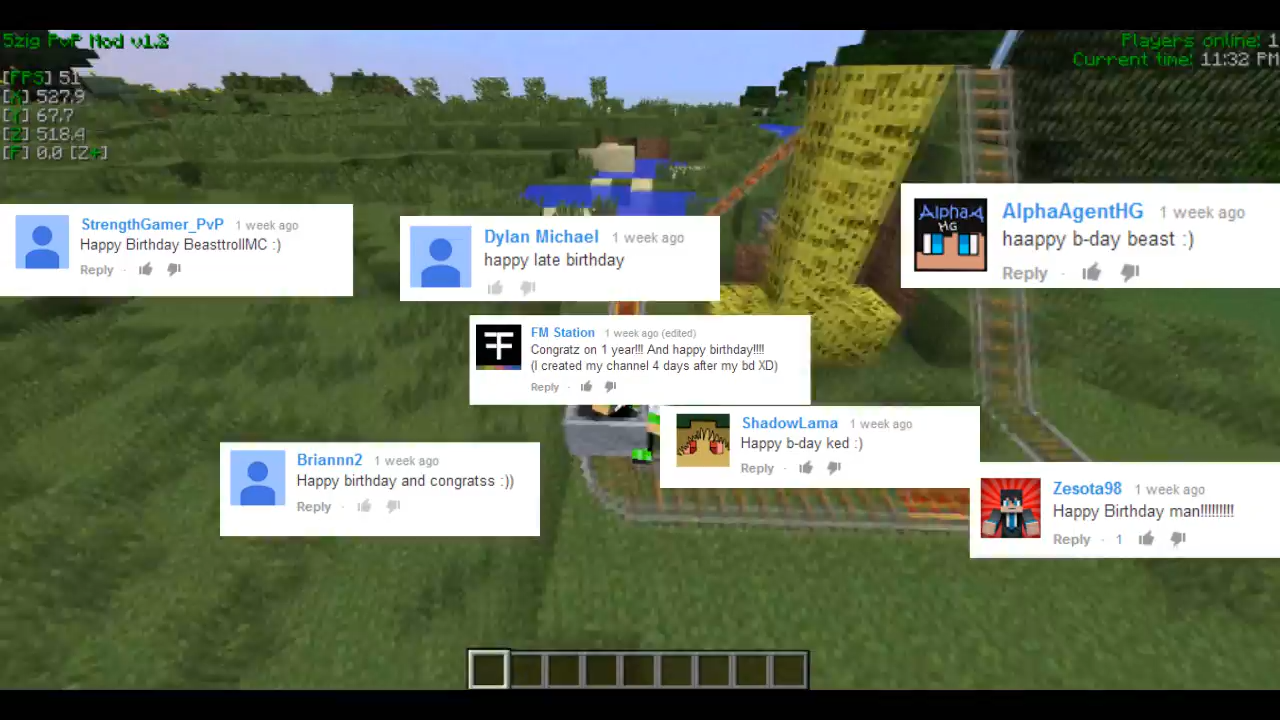 5zig PvP Mod v1.2
Players online: 1
Current time: 11:32 PM
[FPS] 51
[X] 527.9
[Y] 67.7
[Z] 518.4
[F] 0.0 [Z+]
StrengthGamer_PvP 1 week ago
Happy Birthday BeasttrollMC :)
Reply
Dylan Michael 1 week ago
happy late birthday
Alpha
HG
AlphaAgentHG 1 week ago
haappy b-day beast :)
Reply
FM Station 1 week ago (edited)
Congratz on 1 year!!! And happy birthday!!!!
(I created my channel 4 days after my bd XD)
Reply
ShadowLama 1 week ago
Happy b-day ked :)
Reply
Briannn2 1 week ago
Happy birthday and congratss :))
Reply
Zesota98 1 week ago
Happy Birthday man!!!!!!!!!
Reply · 1